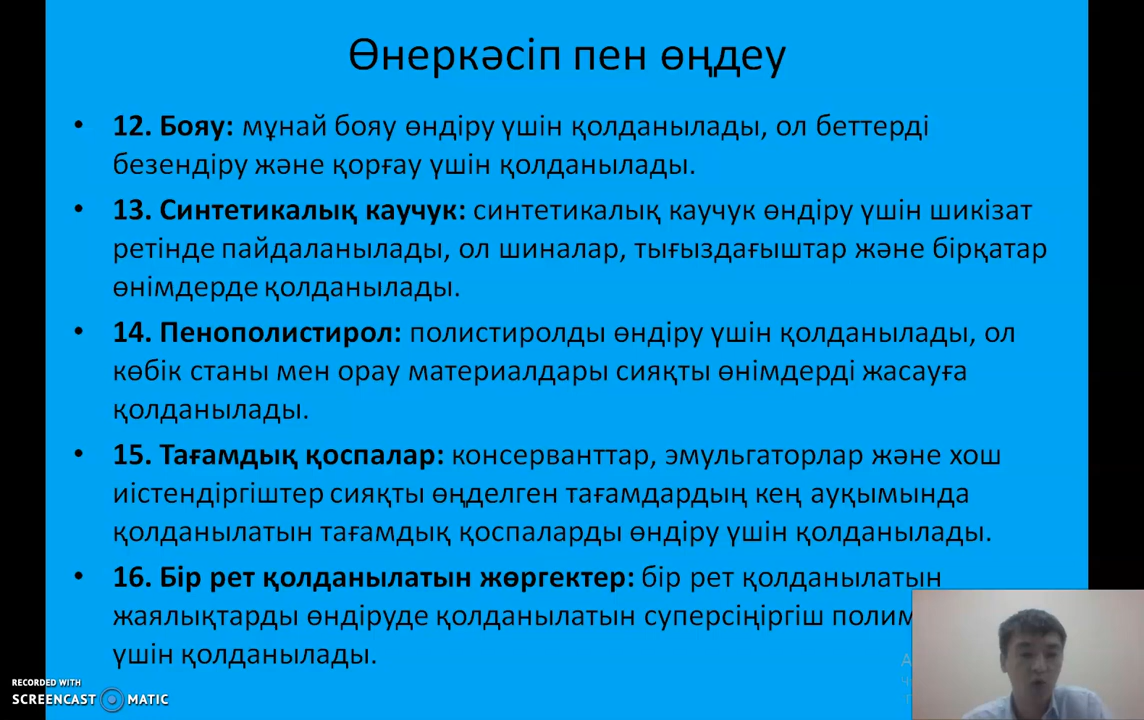 Өнеркәсіп пен өңдеу
• 12. Бояу: мұнай бояу өндіру үшін қолданылады, ол беттерді
безендіру және қорғау үшін қолданылады.
• 13. Синтетикалық каучук: синтетикалық каучук өндіру үшін шикізат
ретінде пайдаланылады, ол шиналар, тығыздағыштар және бірқатар
өнімдерде қолданылады.
• 14. Пенополистирол: полистиролды өндіру үшін қолданылады, ол
көбік станы мен орау материалдары сияқты өнімдерді жасауға
қолданылады.
• 15. Тағамдық қоспалар: консерванттар, эмульгаторлар және хош
иістендіргіштер сияқты өңделген тағамдардың кең ауқымында
қолданылатын тағамдық қоспаларды өндіру үшін қолданылады.
• 16. Бір рет қолданылатын жөргектер: бір рет қолданылатын
жаялықтарды өндіруде қолданылатын суперсіңіргіш
үшін қолданылады.
RECORDED WITH
SCREENCAST MATIC